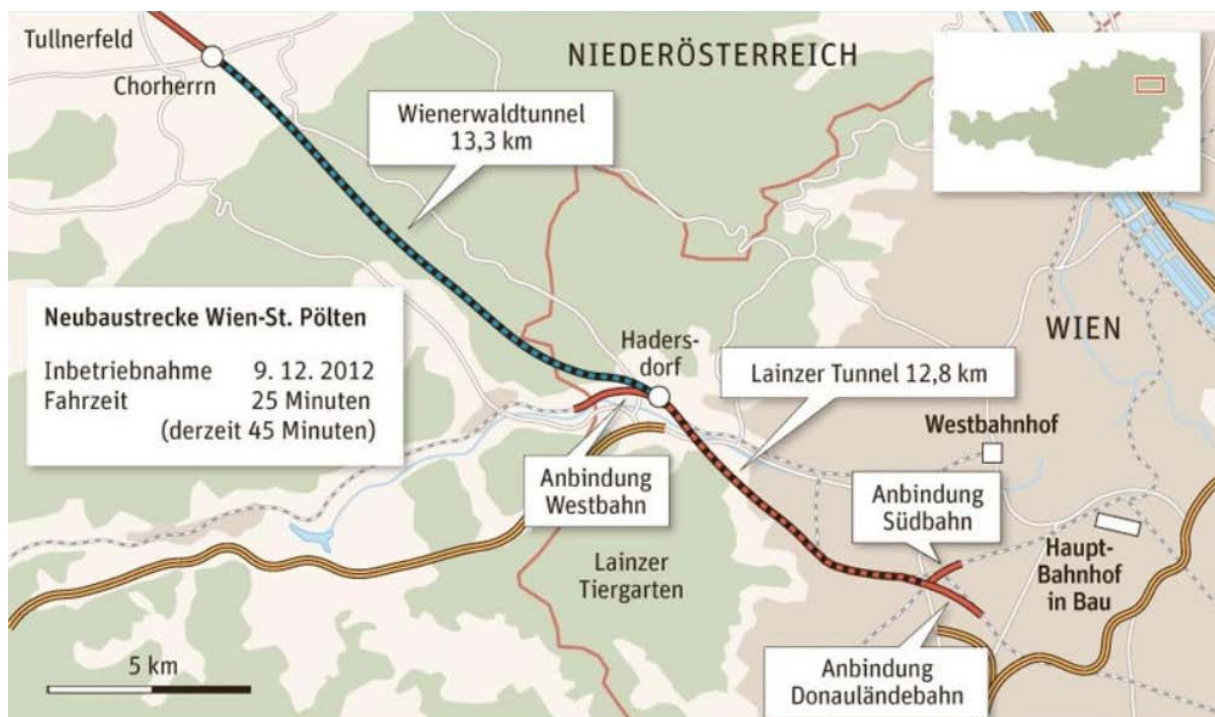 Tullnerfeld
Chorherrn
NIEDERÖSTERREICH
Wienerwaldtunnel
13,3 km
Neubaustrecke Wien-St. Pölten
Inbetriebnahme 9. 12. 2012
Fahrzeit 25 Minuten
(derzeit 45 Minuten)
Haders-
dorf
WIEN
Lainzer Tunnel 12,8 km
Westbahnhof
Anbindung
Westbahn
Anbindung
Südbahn
Haupt-
Bahnhof
in Bau
Lainzer
Tiergarten
5 km
Anbindung
Donauländebahn